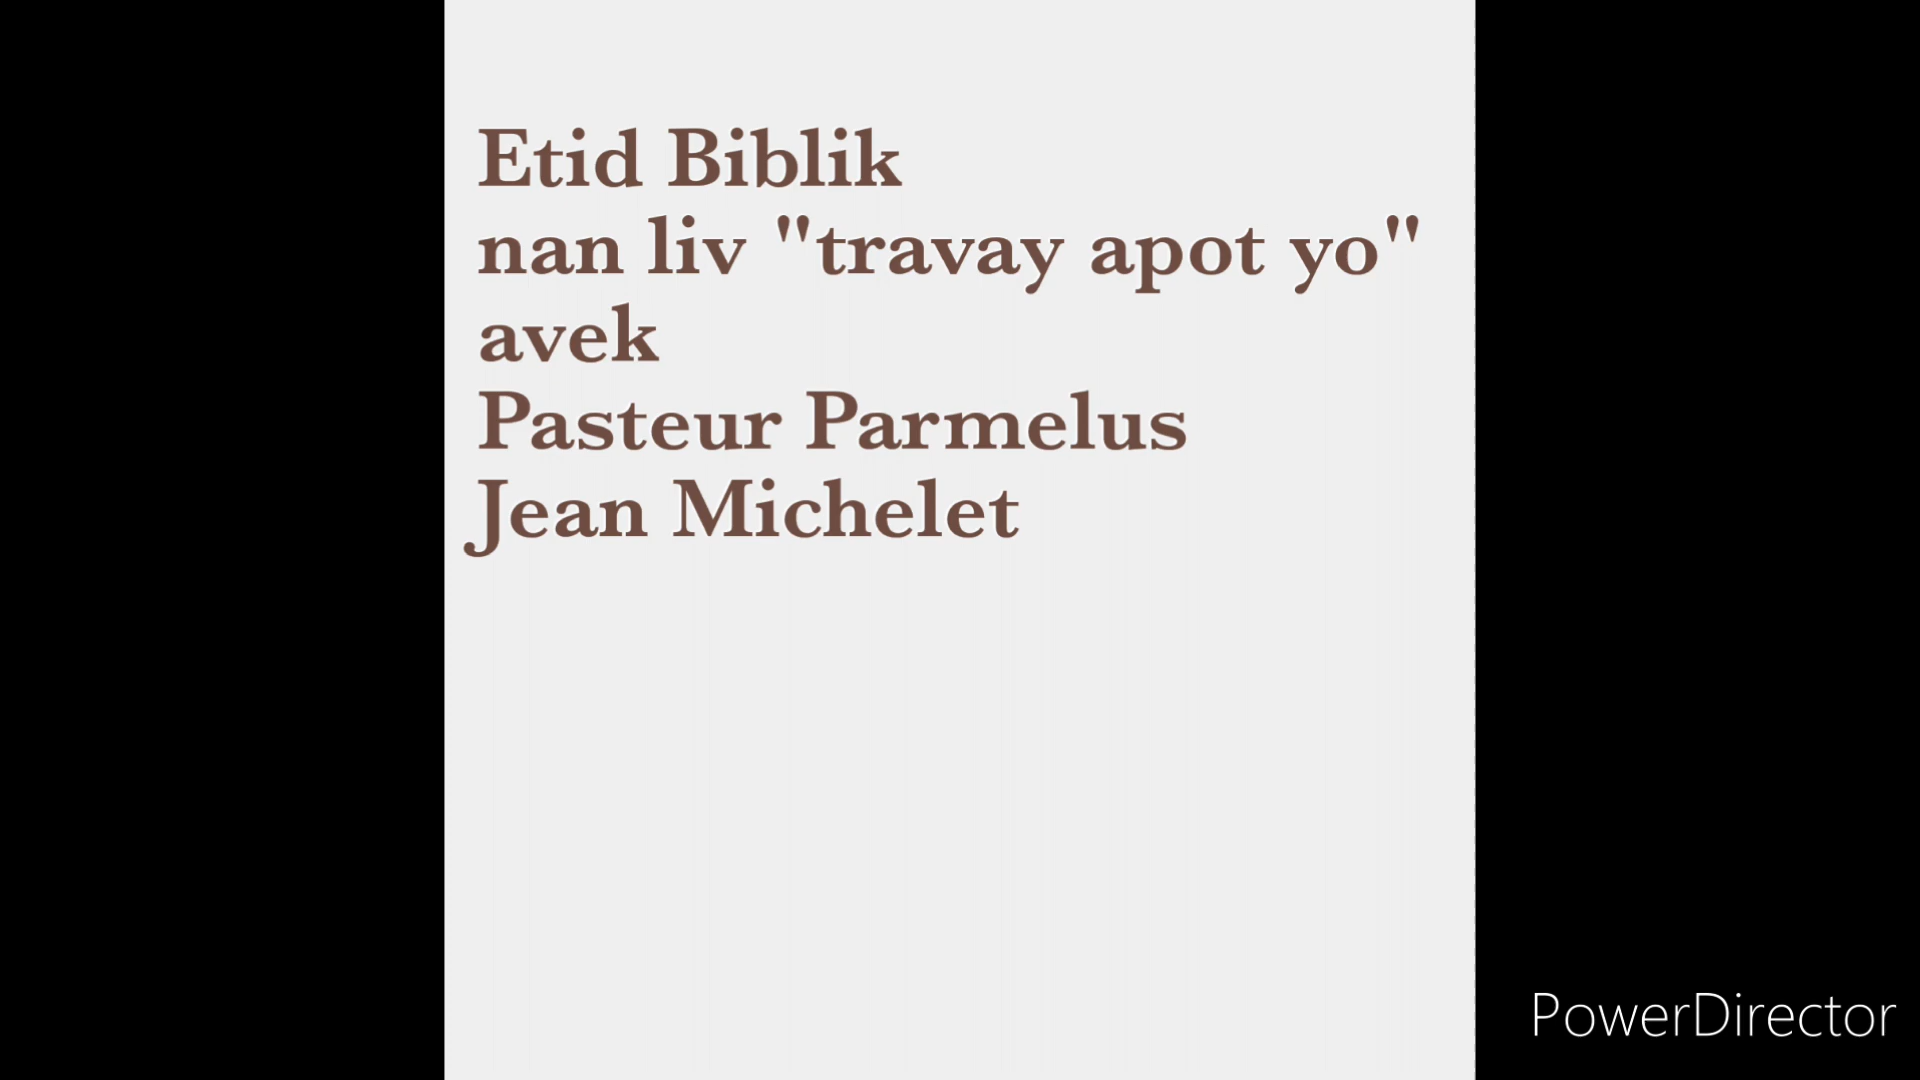 Etid Biblik
nan liv "travay apot yo"
avek
Pasteur Parmelus
Jean Michelet
PowerDirector